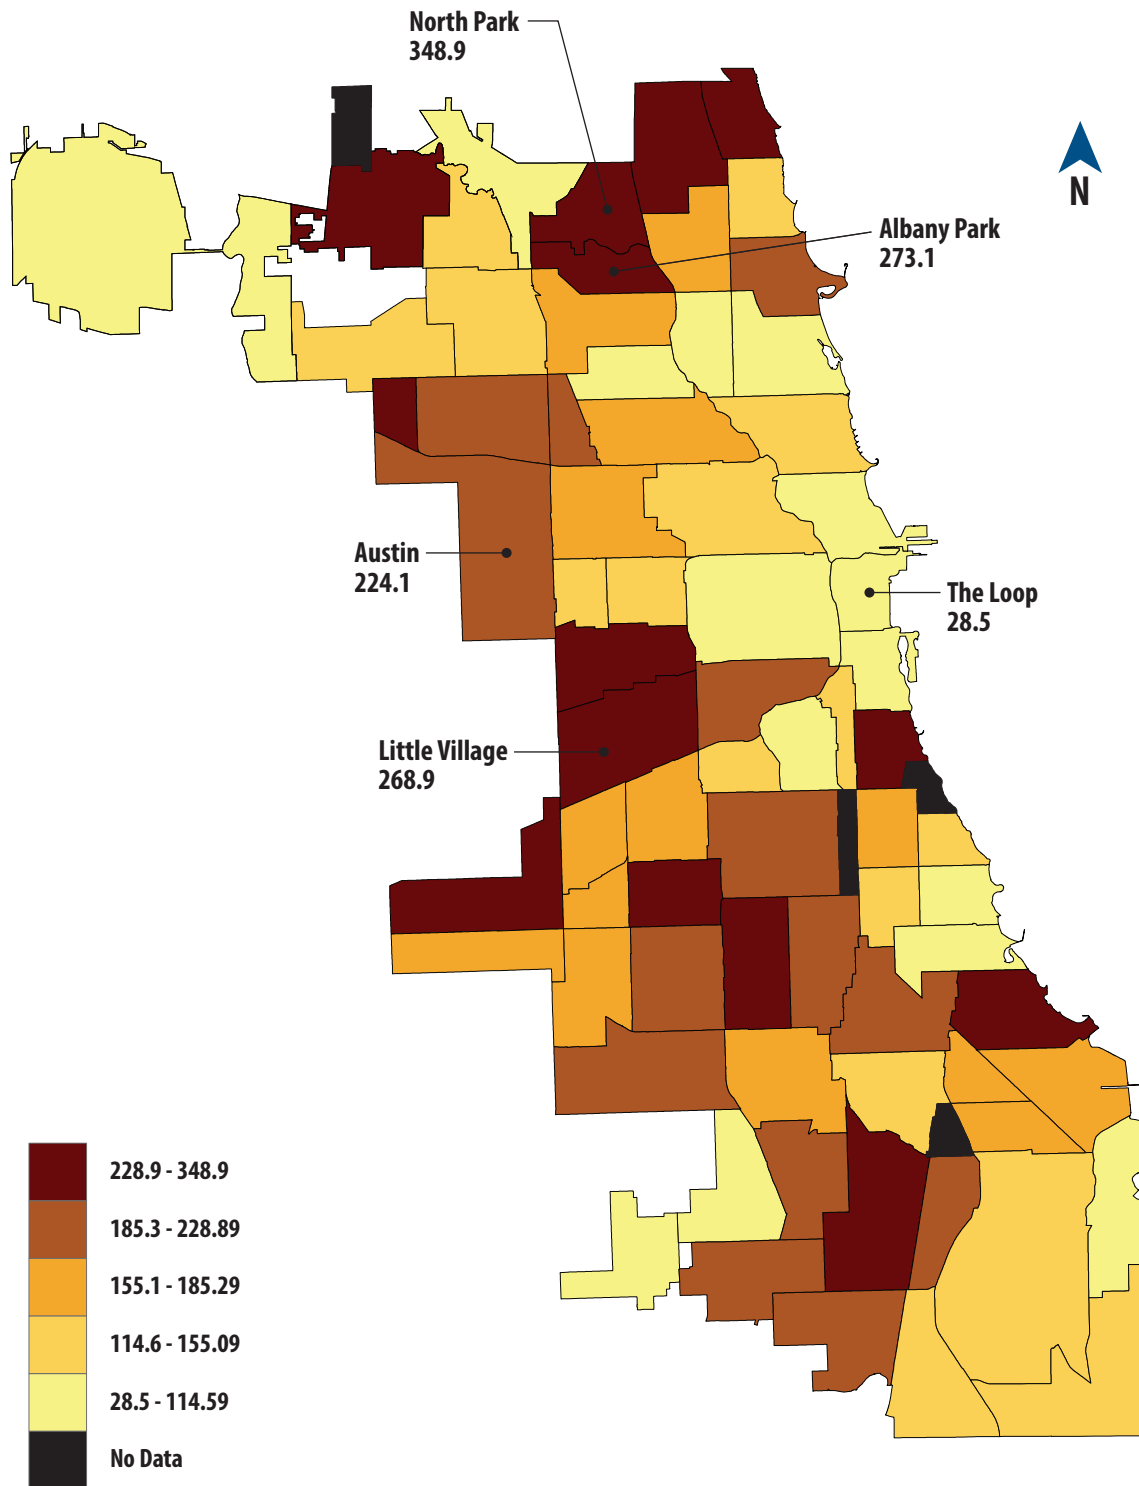 North Park
348.9
N
Albany Park
273.1
Austin
224.1
The Loop
28.5
Little Village
268.9
228.9 - 348.9
185.3 - 228.89
155.1 - 185.29
114.6 - 155.09
28.5 - 114.59
No Data